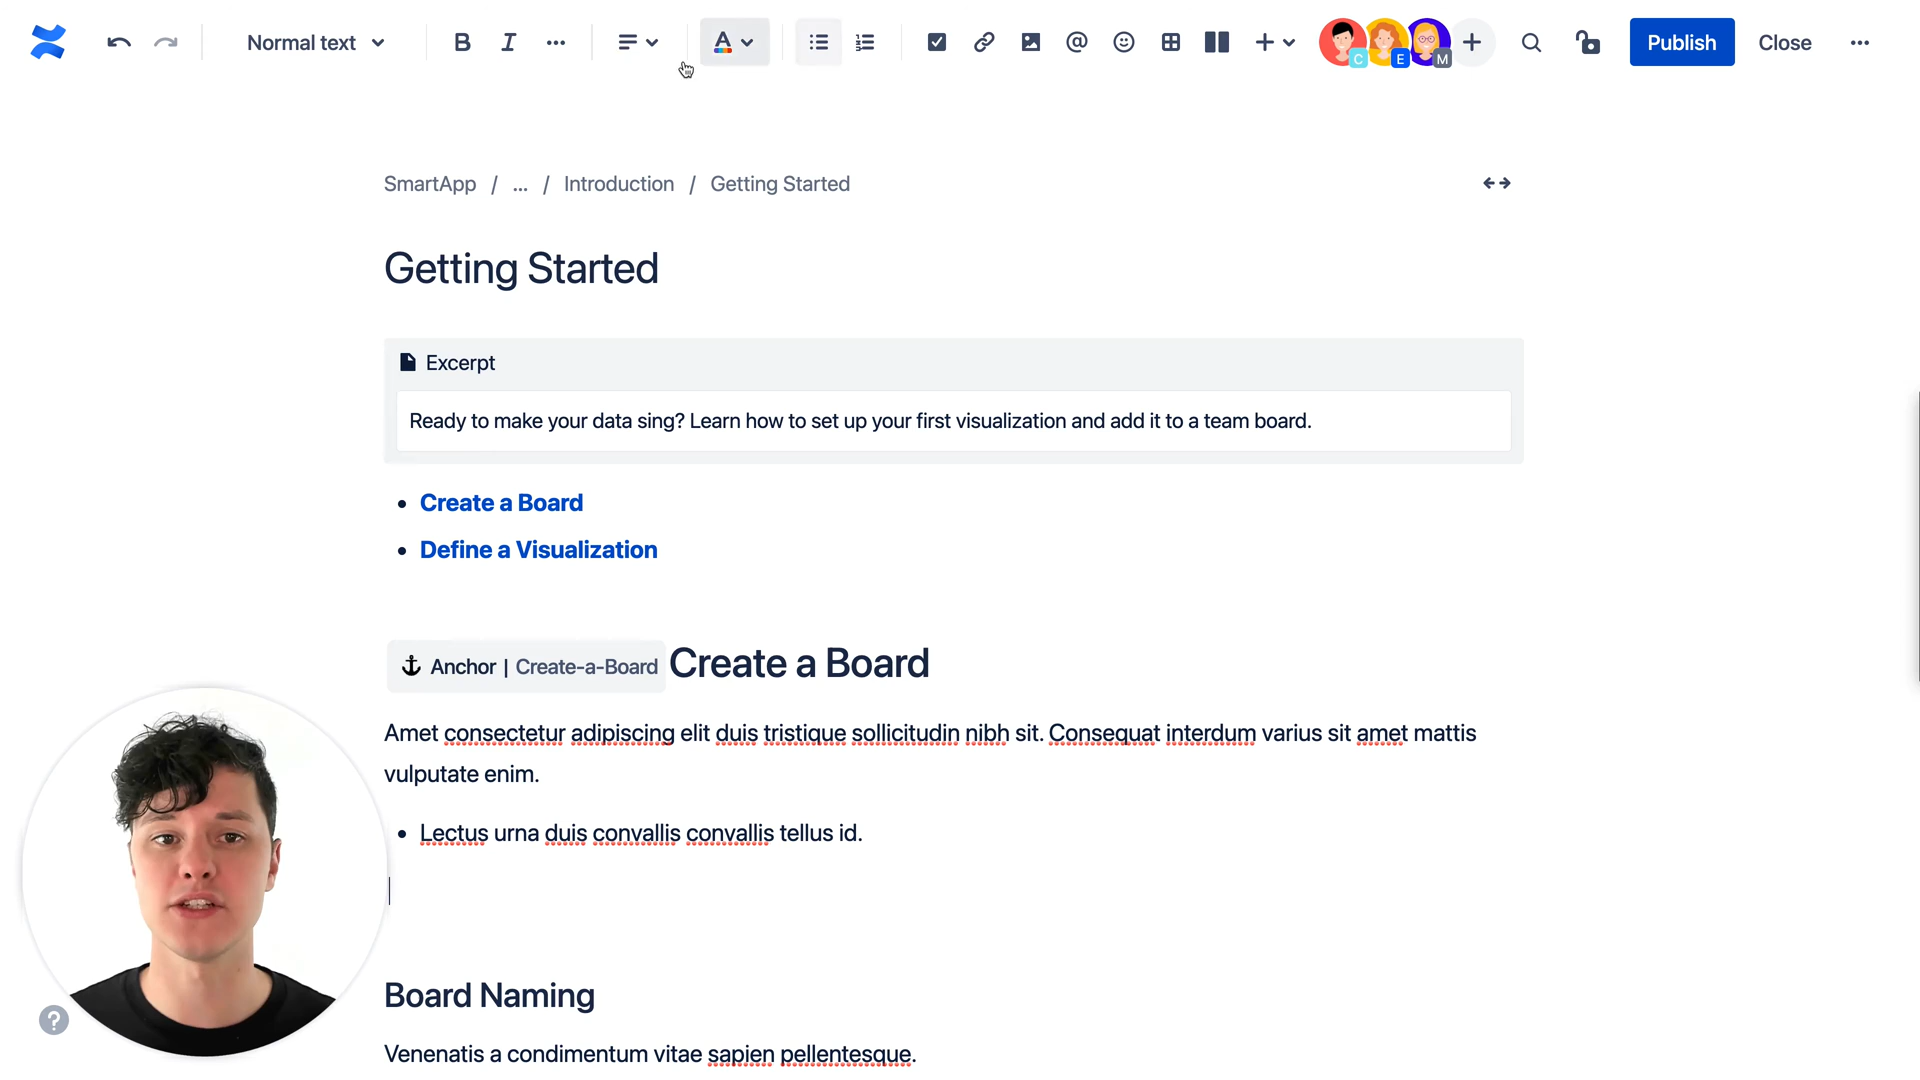 Normal text
B I
A
C E M
Publish
Close
SmartApp / ... / Introduction / Getting Started
Getting Started
Excerpt
Ready to make your data sing? Learn how to set up your first visualization and add it to a team board.
• Create a Board
• Define a Visualization
Anchor | Create-a-Board Create a Board
Amet consectetur adipiscing elit duis tristique sollicitudin nibh sit. Consequat interdum varius sit amet mattis
vulputate enim.
• Lectus urna duis convallis convallis tellus id.
Board Naming
?
Venenatis a condimentum vitae sapien pellentesque.